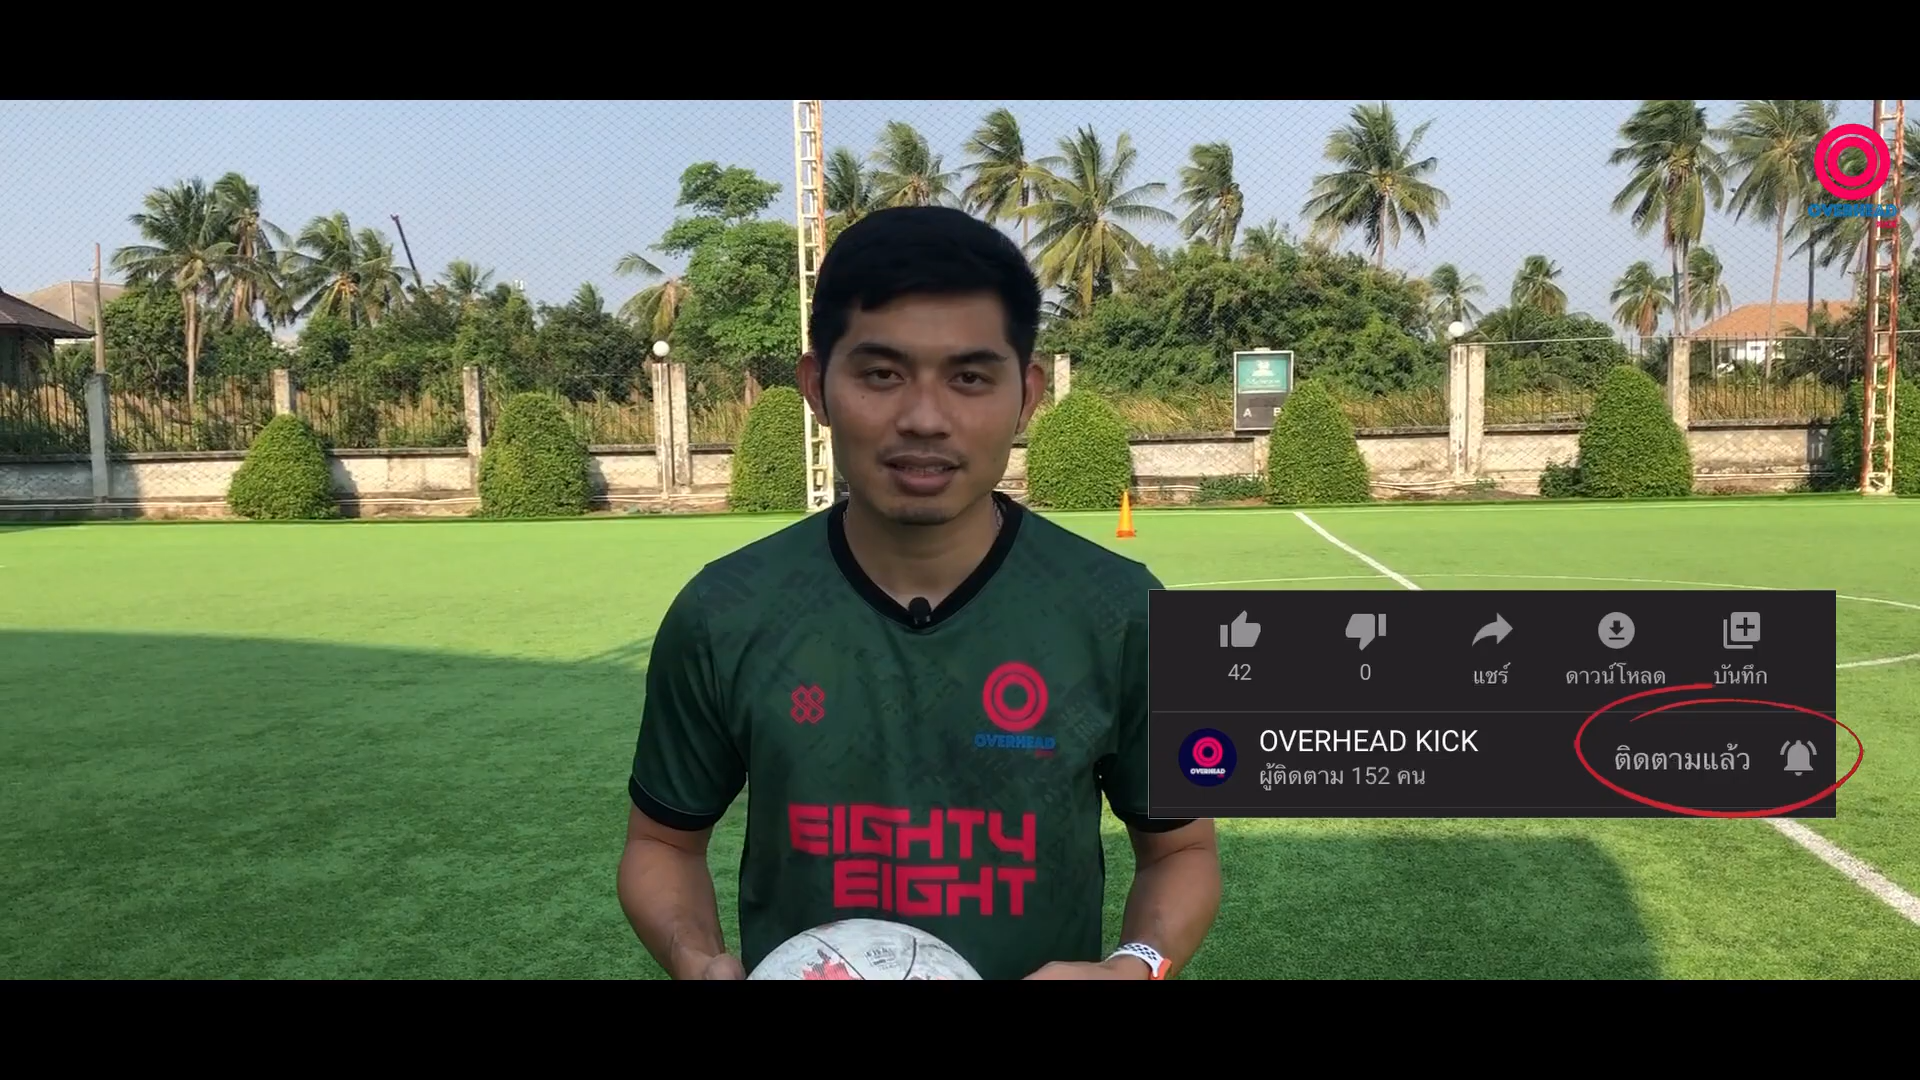 OVERHEAD
A B
42
0
แชร์
ดาวน์โหลด
บันทึก
OVERHEAD KICK
ผู้ติดตาม 152 คน
ติดตามแล้ว
OVERHEAD
OVERHEAD
EIGHTY
EIGHT